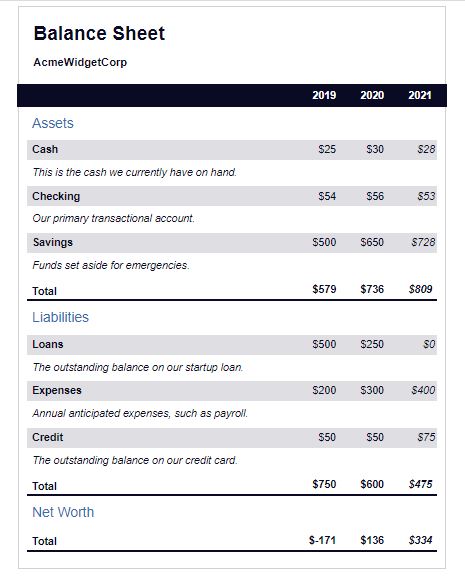 Balance Sheet
AcmeWidgetCorp
2019 2020 2021
Assets
Cash $25 $30 $28
This is the cash we currently have on hand.
Checking $54 $56 $53
Our primary transactional account.
Savings $500 $650 $728
Funds set aside for emergencies.
Total $579 $736 $809
Liabilities
Loans $500 $250 $0
The outstanding balance on our startup loan.
Expenses $200 $300 $400
Annual anticipated expenses, such as payroll.
Credit $50 $50 $75
The outstanding balance on our credit card.
Total $750 $600 $475
Net Worth
Total $-171 $136 $334